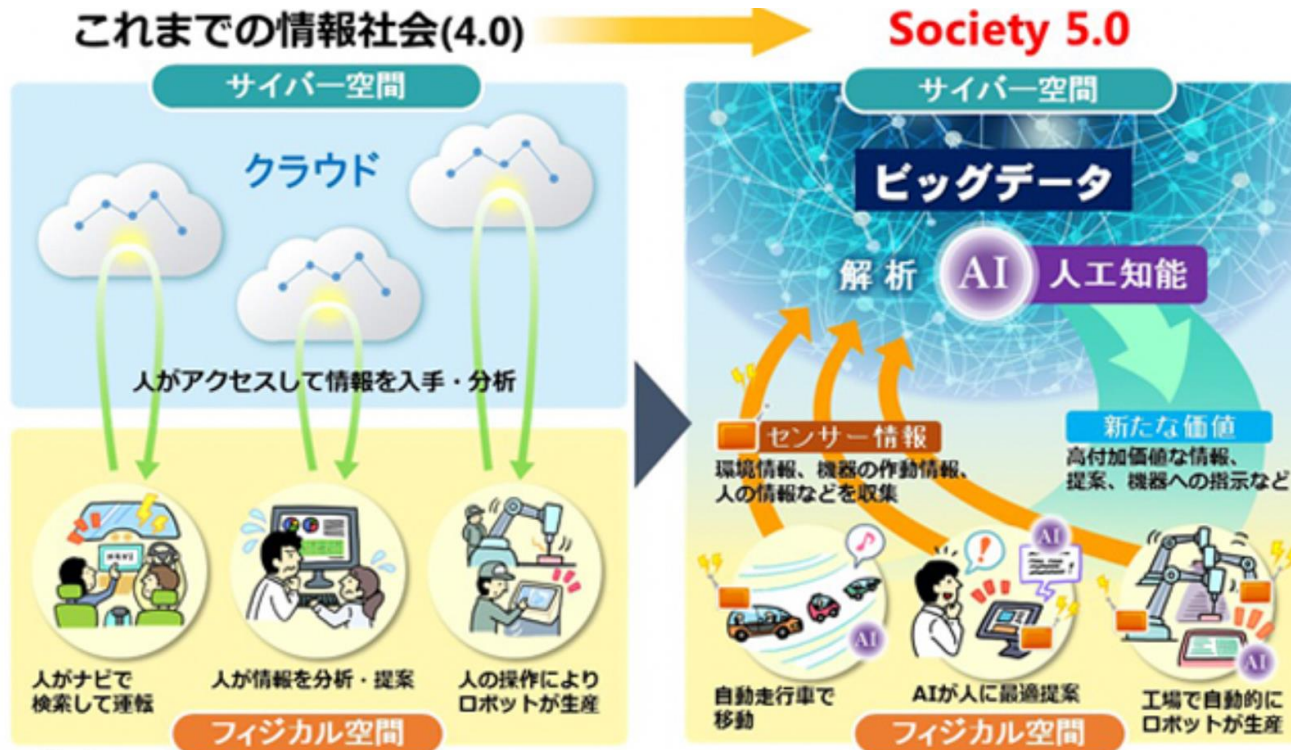 これまでの情報社会(4.0)
Society 5.0
サイバー空間
クラウド
人がアクセスして情報を入手・分析
人がナビで
検索して運転
人が情報を分析・提案
人の操作により
ロボットが生産
フィジカル空間
サイバー空間
ビッグデータ
解析
AI
人工知能
センサー情報
環境情報、機器の作動情報、
人の情報などを収集
新たな価値
高付加価値な情報、
提案、機器への指示など
AI
AI
AI
自動走行車で
移動
AIが人に最適提案
工場で自動的に
ロボットが生産
フィジカル空間